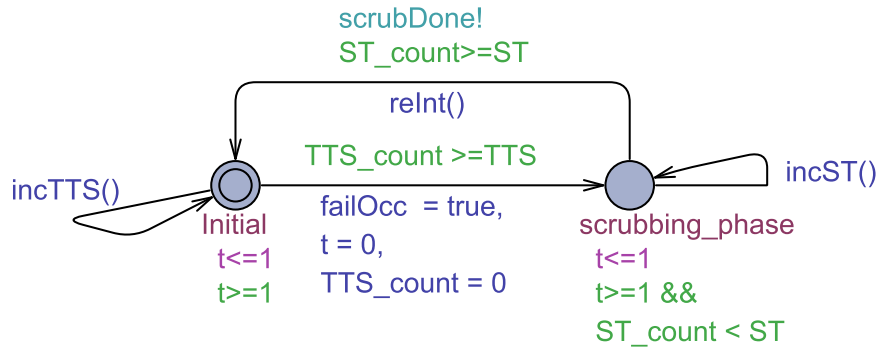 scrubDone!
ST_count>=ST
reInt()
TTS_count >=TTS
incTTS()
incST()
Initial
failOcc  = true,
scrubbing_phase
t<=1
t = 0,
t<=1
t>=1
TTS_count = 0
t>=1 &&
ST_count < ST